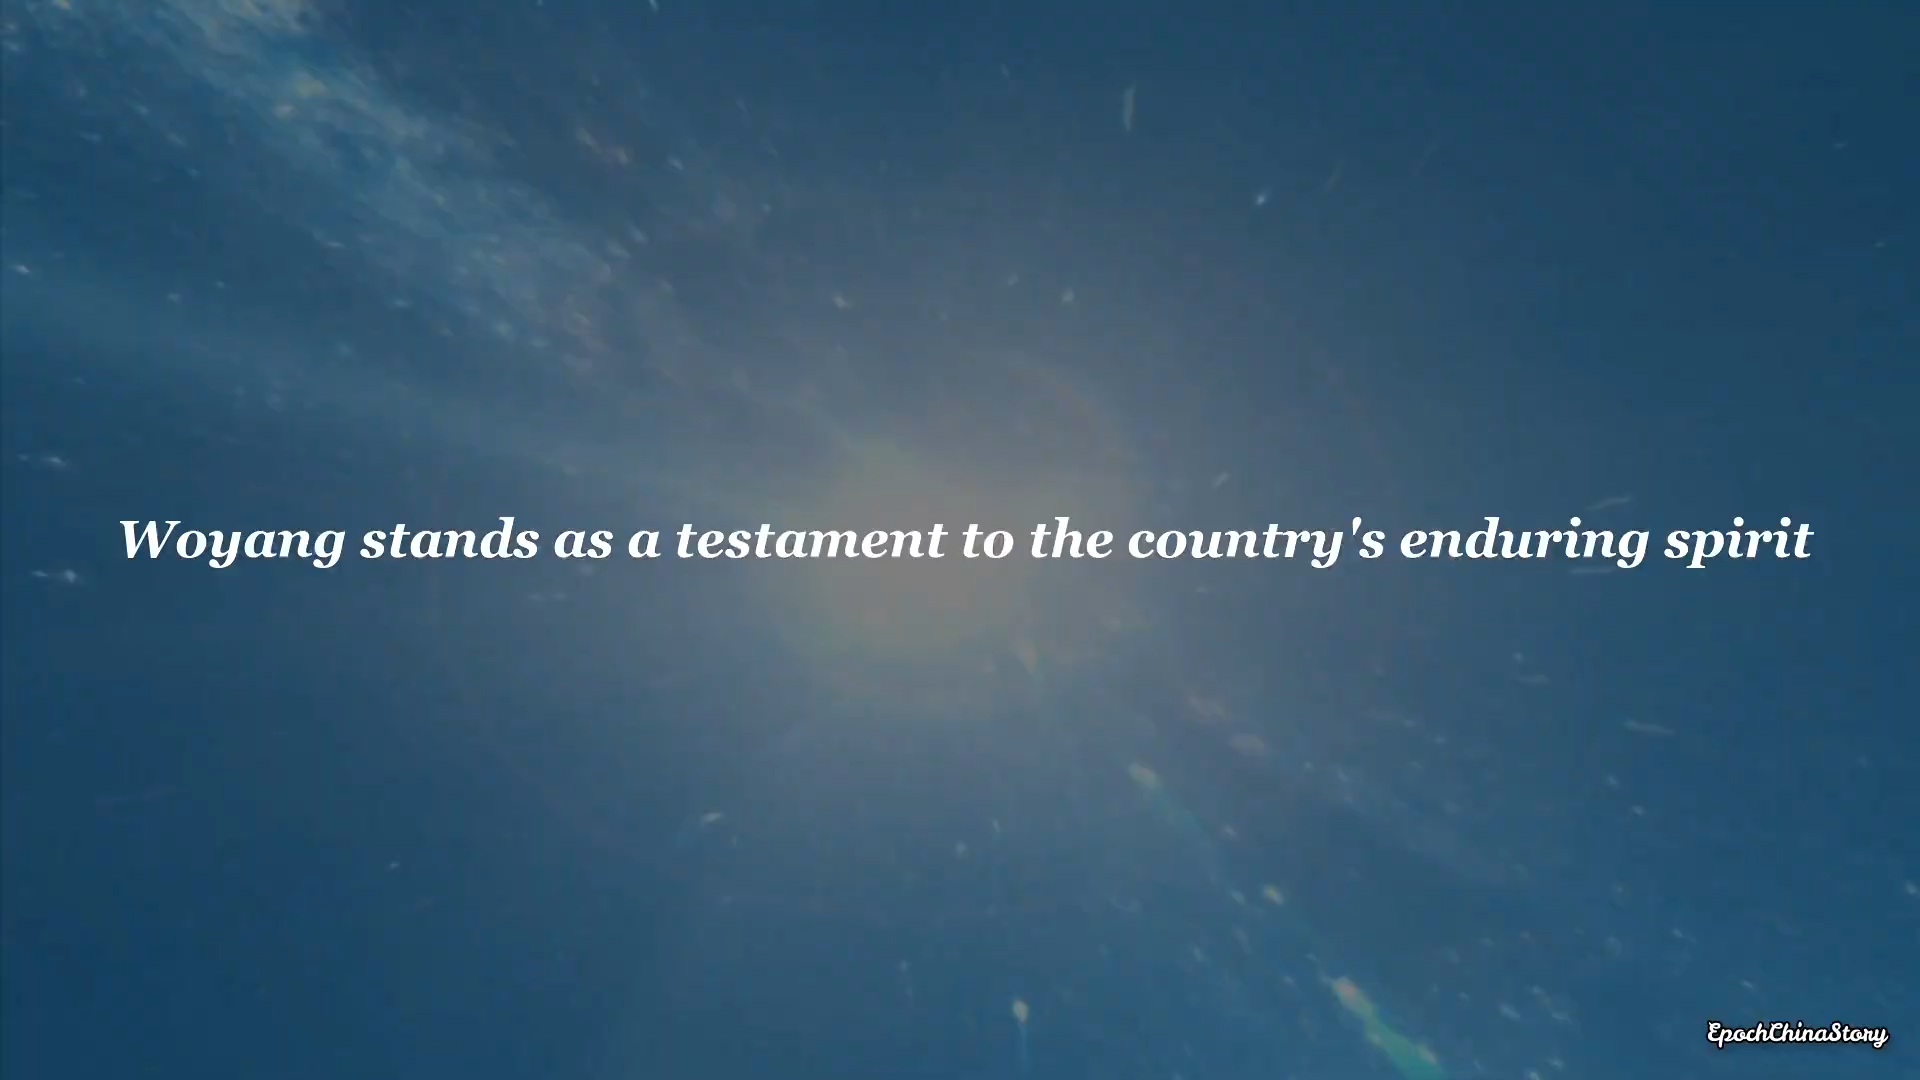 Woyang stands as a testament to the country's enduring spirit
EpochChinaStory